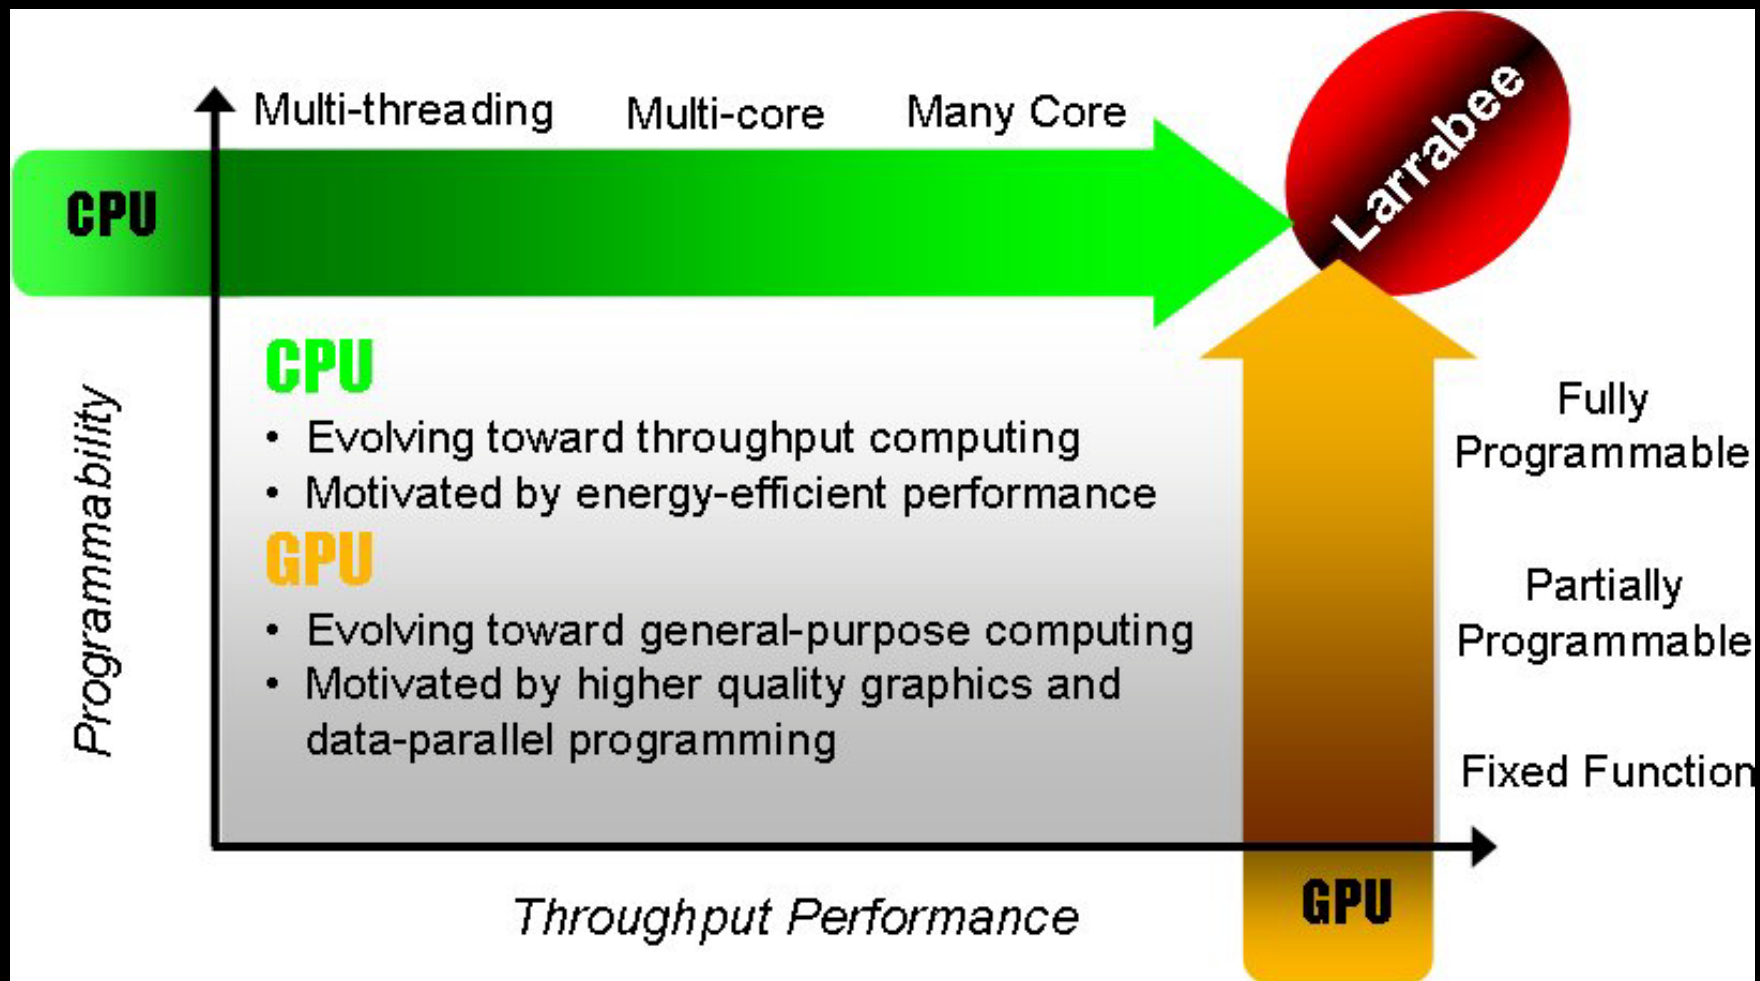 Multi-threading
Multi-core
Many Core
Larrabee
CPU
CPU
• Evolving toward throughput computing
• Motivated by energy-efficient performance
GPU
• Evolving toward general-purpose computing
• Motivated by higher quality graphics and
data-parallel programming
Programmability
Fully
Programmable
Partially
Programmable
Fixed Function
GPU
Throughput Performance